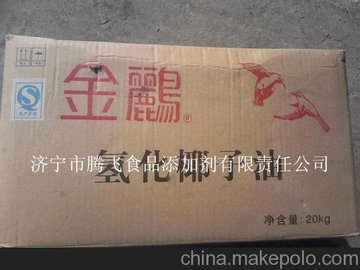 金鸝®
济宁市腾飞食品添加剂有限责任公司
氢化椰子油
净含量:20kg
china.makepolo.com